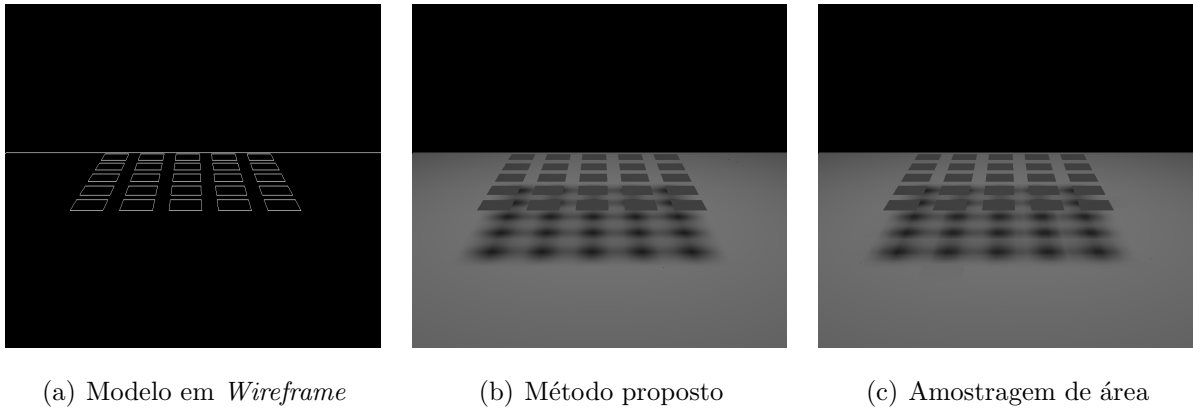 (a) Modelo em Wireframe
(b) Método proposto
(c) Amostragem de área